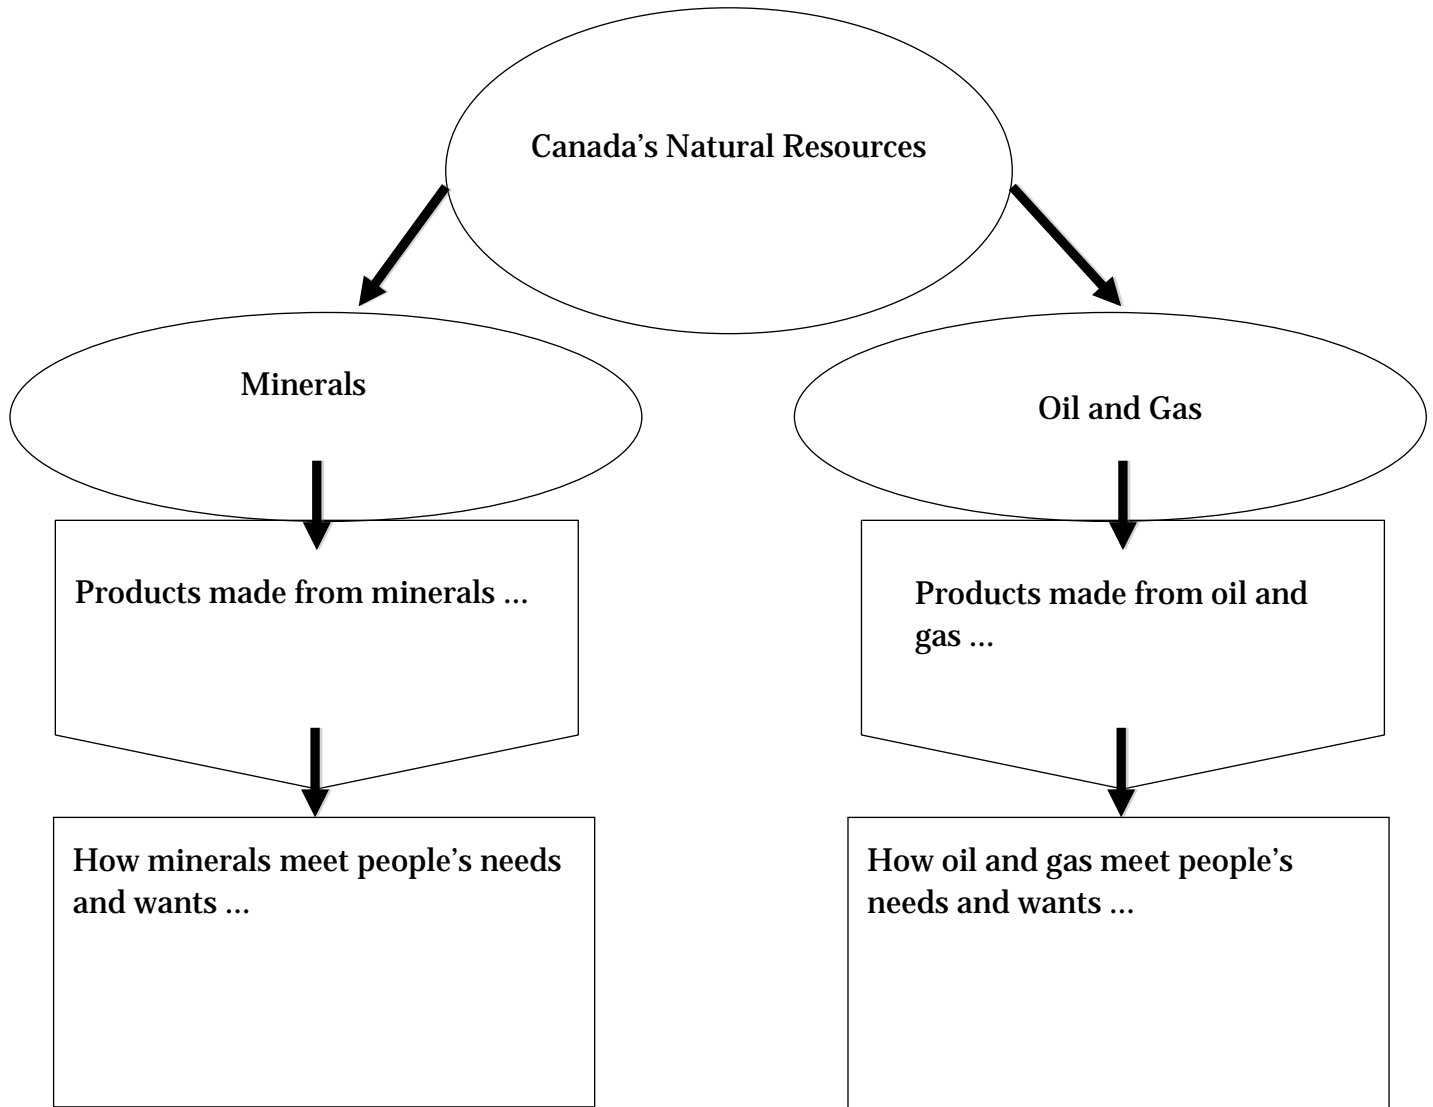 Canada’s Natural Resources
Minerals
Oil and Gas
Products made from minerals ...
Products made from oil and
gas ...
How minerals meet people’s needs
and wants ...
How oil and gas meet people’s
needs and wants ...